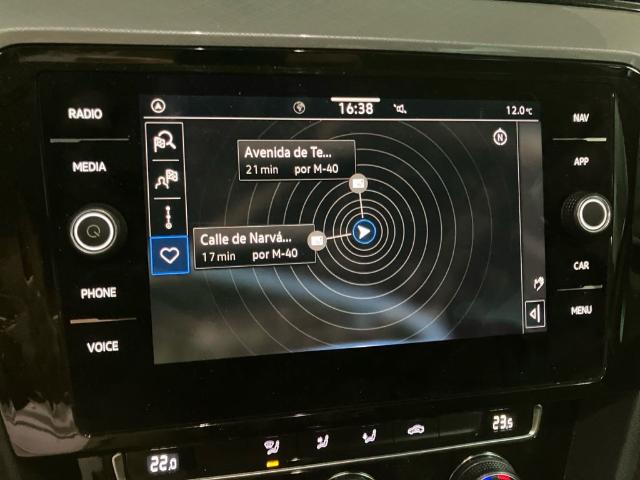 RADIO
MEDIA
PHONE
VOICE
16:38
12.0°C
N
Avenida de Te...
21 min por M-40
Calle de Narvá...
17 min por M-40
NAV
APP
CAR
MENU
22.0
23.5